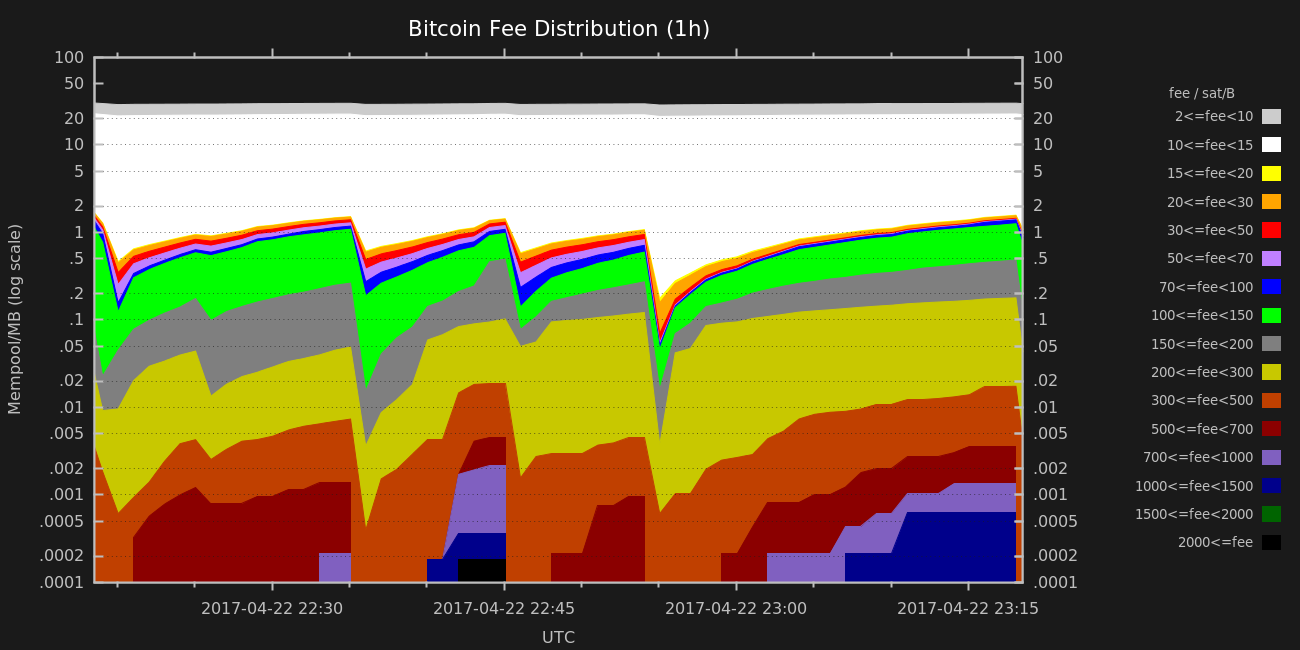 Bitcoin Fee Distribution (1h)
100
50
20
10
5
2
1
.5
.2
.1
.05
.02
.01
.005
.002
.001
.0005
.0002
.0001
Mempool/MB (log scale)
100
50
20
10
5
2
1
.5
.2
.1
.05
.02
.01
.005
.002
.001
.0005
.0002
.0001
2017-04-22 22:30
2017-04-22 22:45
2017-04-22 23:00
2017-04-22 23:15
UTC
fee / sat/B
2<=fee<10
10<=fee<15
15<=fee<20
20<=fee<30
30<=fee<50
50<=fee<70
70<=fee<100
100<=fee<150
150<=fee<200
200<=fee<300
300<=fee<500
500<=fee<700
700<=fee<1000
1000<=fee<1500
1500<=fee<2000
2000<=fee